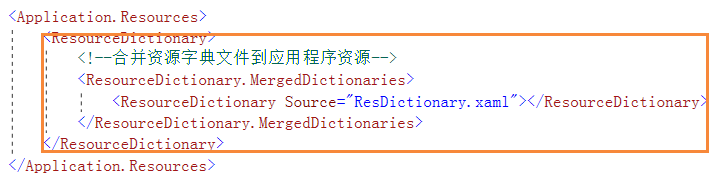 <Application.Resources>
<ResourceDictionary>
<!--合并资源字典文件到应用程序资源-->
<ResourceDictionary.MergedDictionaries>
<ResourceDictionary Source="ResDictionary.xaml"></ResourceDictionary>
</ResourceDictionary.MergedDictionaries>
</ResourceDictionary>
</Application.Resources>